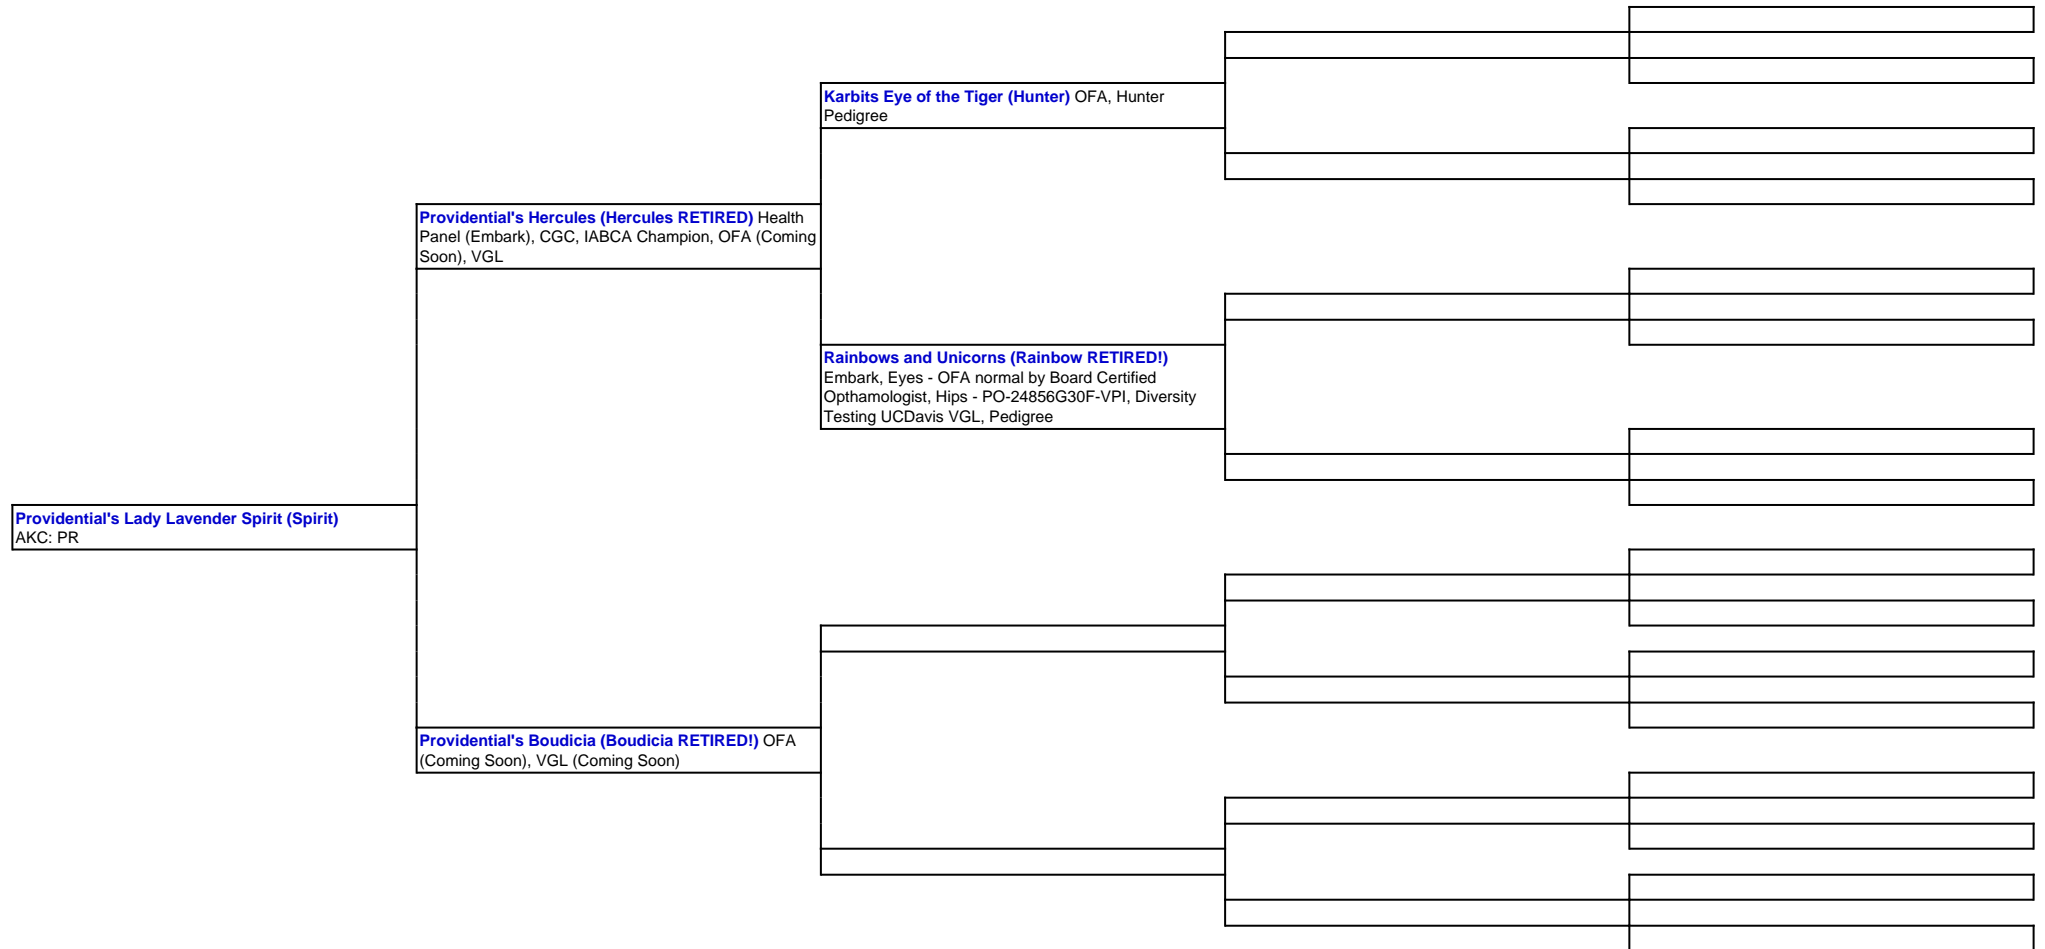 Karbits Eye of the Tiger (Hunter) OFA, Hunter
Pedigree
Providential's Hercules (Hercules RETIRED) Health
Panel (Embark), CGC, IABCA Champion, OFA (Coming
Soon), VGL
Rainbows and Unicorns (Rainbow RETIRED!)
Embark, Eyes - OFA normal by Board Certified
Opthamologist, Hips - PO-24856G30F-VPI, Diversity
Testing UCDavis VGL, Pedigree
Providential's Lady Lavender Spirit (Spirit)
AKC: PR
Providential's Boudicia (Boudicia RETIRED!) OFA
(Coming Soon), VGL (Coming Soon)